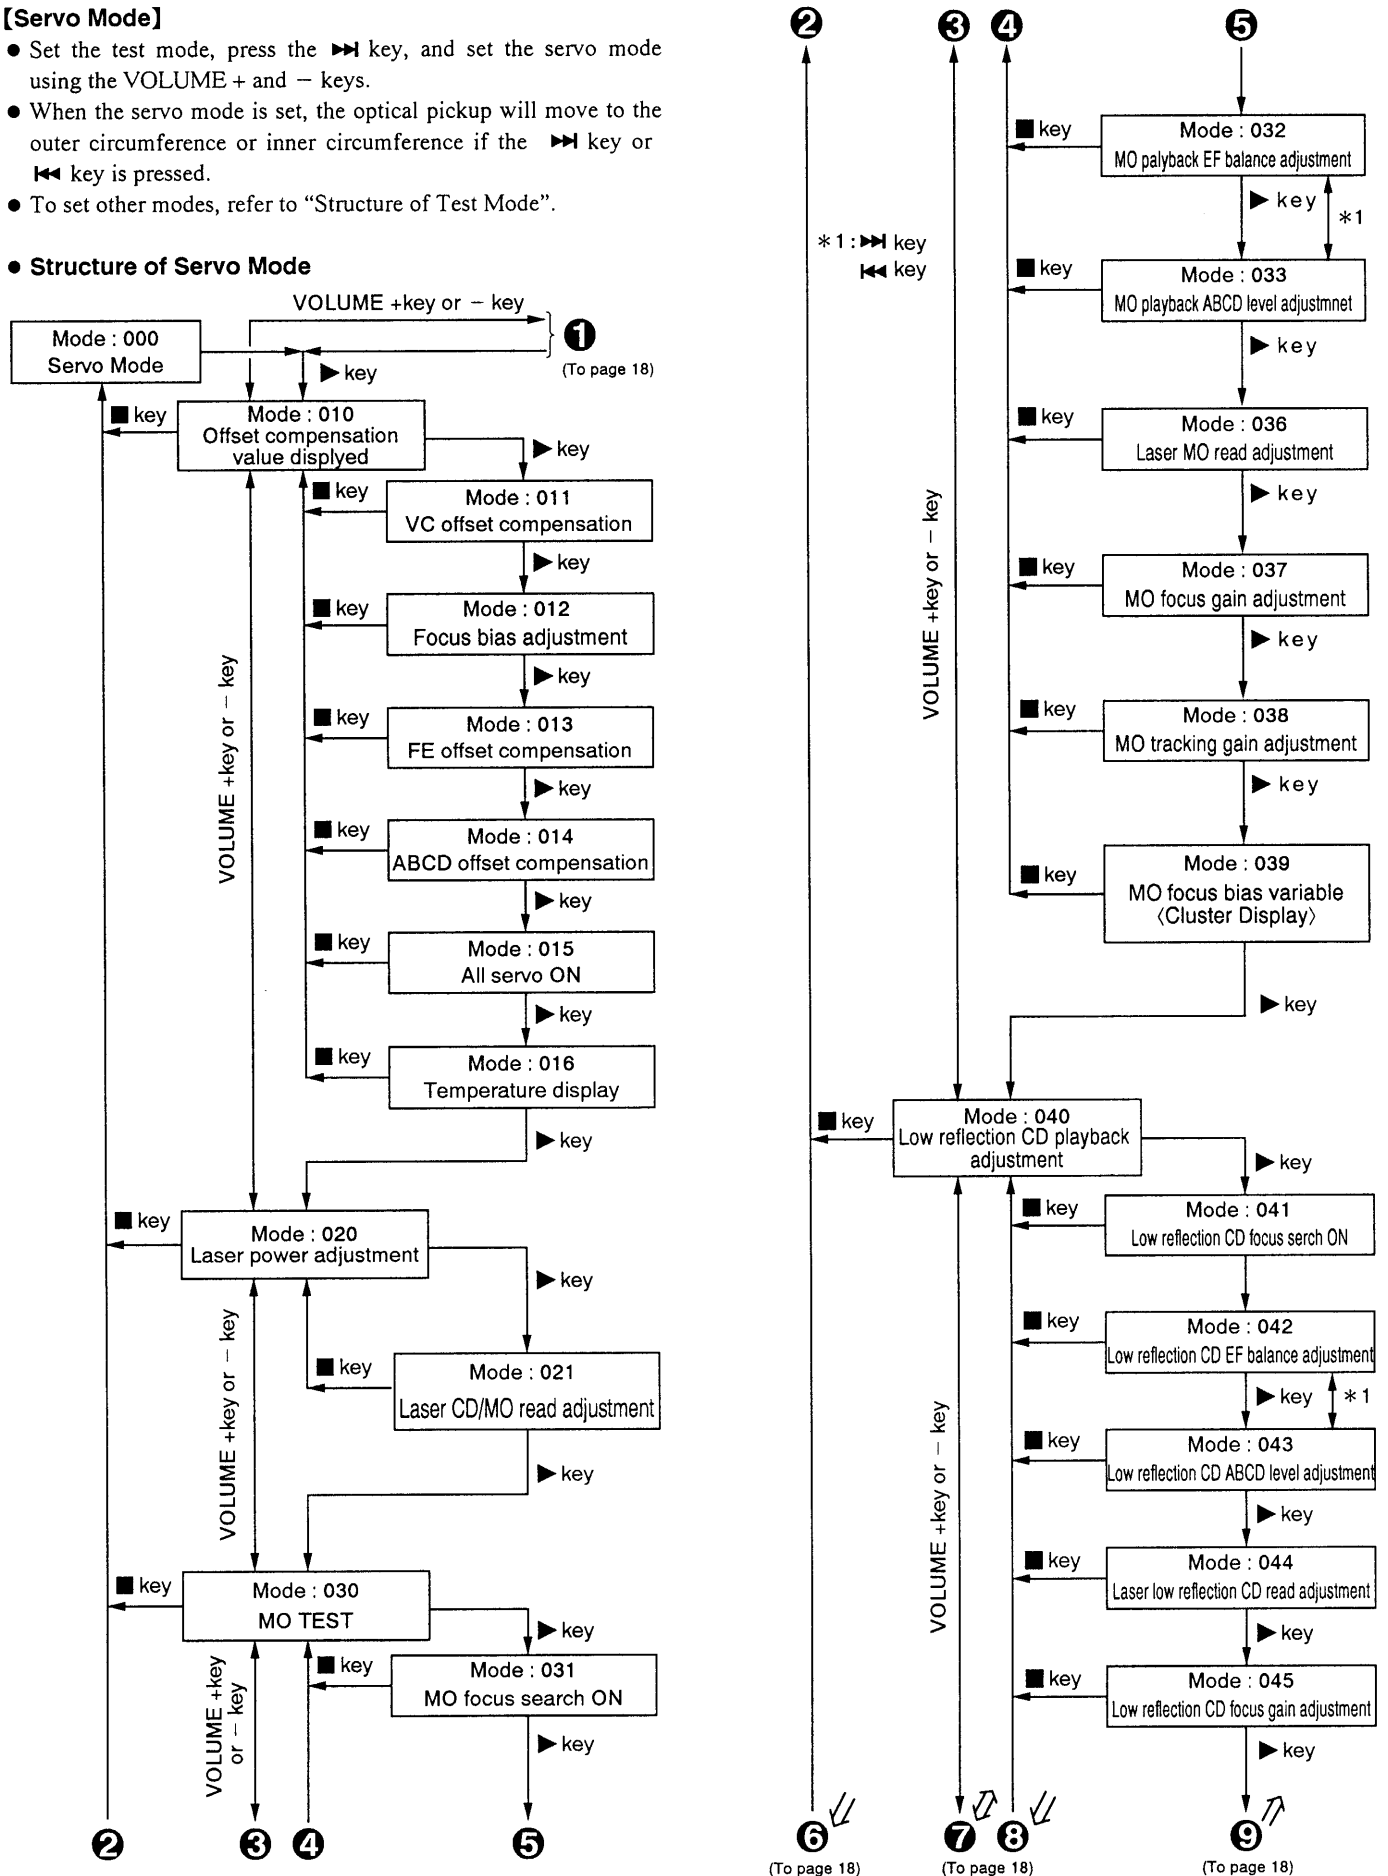 【Servo Mode】
● Set the test mode, press the ▶▶| key, and set the servo mode
using the VOLUME + and − keys.
● When the servo mode is set, the optical pickup will move to the
outer circumference or inner circumference if the ▶▶| key or
|◀◀ key is pressed.
● To set other modes, refer to “Structure of Test Mode”.
● Structure of Servo Mode
VOLUME +key or − key
Mode : 000
Servo Mode
❶
(To page 18)
▶ key
■ key
Mode : 010
Offset compensation
value displyed
▶ key
■ key
Mode : 011
VC offset compensation
▶ key
■ key
Mode : 012
Focus bias adjustment
▶ key
VOLUME +key or − key
■ key
Mode : 013
FE offset compensation
▶ key
■ key
Mode : 014
ABCD offset compensation
▶ key
■ key
Mode : 015
All servo ON
▶ key
■ key
Mode : 016
Temperature display
▶ key
■ key
Mode : 020
Laser power adjustment
▶ key
VOLUME +key or − key
■ key
Mode : 021
Laser CD/MO read adjustment
▶ key
■ key
Mode : 030
MO TEST
▶ key
VOLUME +key
or − key
■ key
Mode : 031
MO focus search ON
▶ key
❷ ❸ ❹ ❺
❷ ❸ ❹ ❺
■ key
Mode : 032
MO palyback EF balance adjustment
▶ key
＊1
＊1 : ▶▶| key
|◀◀ key
■ key
Mode : 033
MO playback ABCD level adjustmnet
▶ key
■ key
Mode : 036
Laser MO read adjustment
▶ key
VOLUME +key or − key
■ key
Mode : 037
MO focus gain adjustment
▶ key
■ key
Mode : 038
MO tracking gain adjustment
▶ key
■ key
Mode : 039
MO focus bias variable
〈Cluster Display〉
▶ key
■ key
Mode : 040
Low reflection CD playback
adjustment
▶ key
■ key
Mode : 041
Low reflection CD focus serch ON
■ key
Mode : 042
Low reflection CD EF balance adjustment
▶ key
＊1
VOLUME +key or − key
■ key
Mode : 043
Low reflection CD ABCD level adjustment
▶ key
■ key
Mode : 044
Laser low reflection CD read adjustment
▶ key
■ key
Mode : 045
Low reflection CD focus gain adjustment
▶ key
❻ ❼ ❽ ❾
(To page 18) (To page 18) (To page 18)